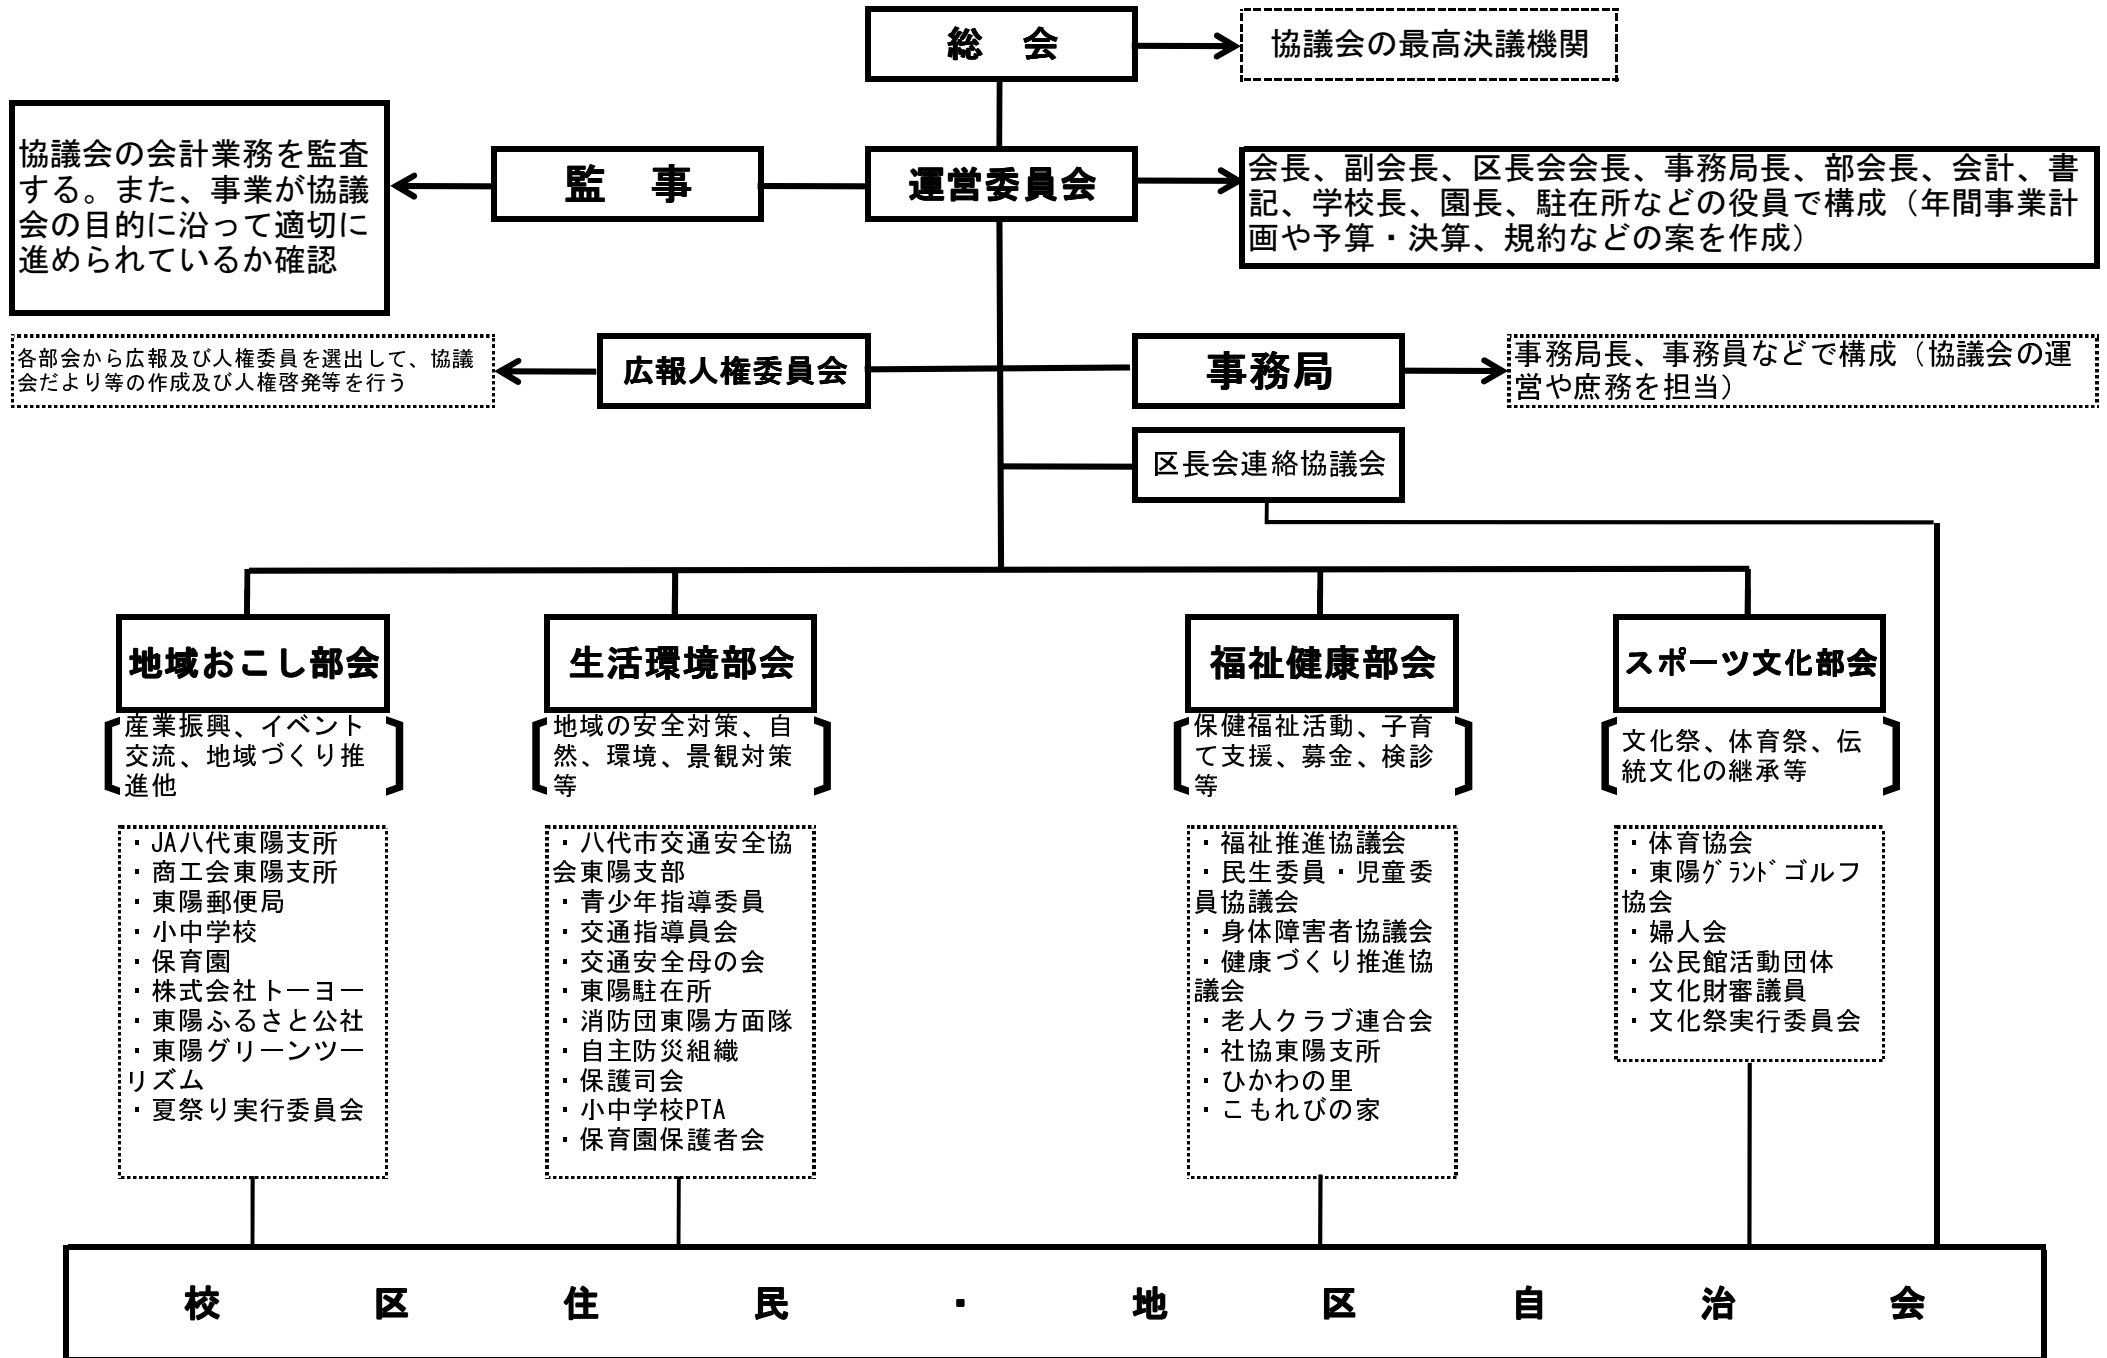 総　会
協議会の最高決議機関
協議会の会計業務を監査
する。また、事業が協議
会の目的に沿って適切に
進められているか確認
監　事
運営委員会
会長、副会長、区長会会長、事務局長、部会長、会計、書
記、学校長、園長、駐在所などの役員で構成（年間事業計
画や予算・決算、規約などの案を作成）
各部会から広報及び人権委員を選出して、協議
会だより等の作成及び人権啓発等を行う
広報人権委員会
事務局
事務局長、事務員などで構成（協議会の運
営や庶務を担当）
区長会連絡協議会
地域おこし部会
産業振興、イベント
交流、地域づくり推
進他
・JA八代東陽支所
・商工会東陽支所
・東陽郵便局
・小中学校
・保育園
・株式会社トーヨー
・東陽ふるさと公社
・東陽グリーンツー
リズム
・夏祭り実行委員会
生活環境部会
地域の安全対策、自
然、環境、景観対策
等
・八代市交通安全協
会東陽支部
・青少年指導委員
・交通指導員会
・交通安全母の会
・東陽駐在所
・消防団東陽方面隊
・自主防災組織
・保護司会
・小中学校PTA
・保育園保護者会
福祉健康部会
保健福祉活動、子育
て支援、募金、検診
等
・福祉推進協議会
・民生委員・児童委
員協議会
・身体障害者協議会
・健康づくり推進協
議会
・老人クラブ連合会
・社協東陽支所
・ひかわの里
・こもれびの家
スポーツ文化部会
文化祭、体育祭、伝
統文化の継承等
・体育協会
・東陽ｸﾞﾗﾝﾄﾞゴルフ
協会
・婦人会
・公民館活動団体
・文化財審議員
・文化祭実行委員会
校区住民・地区自治会